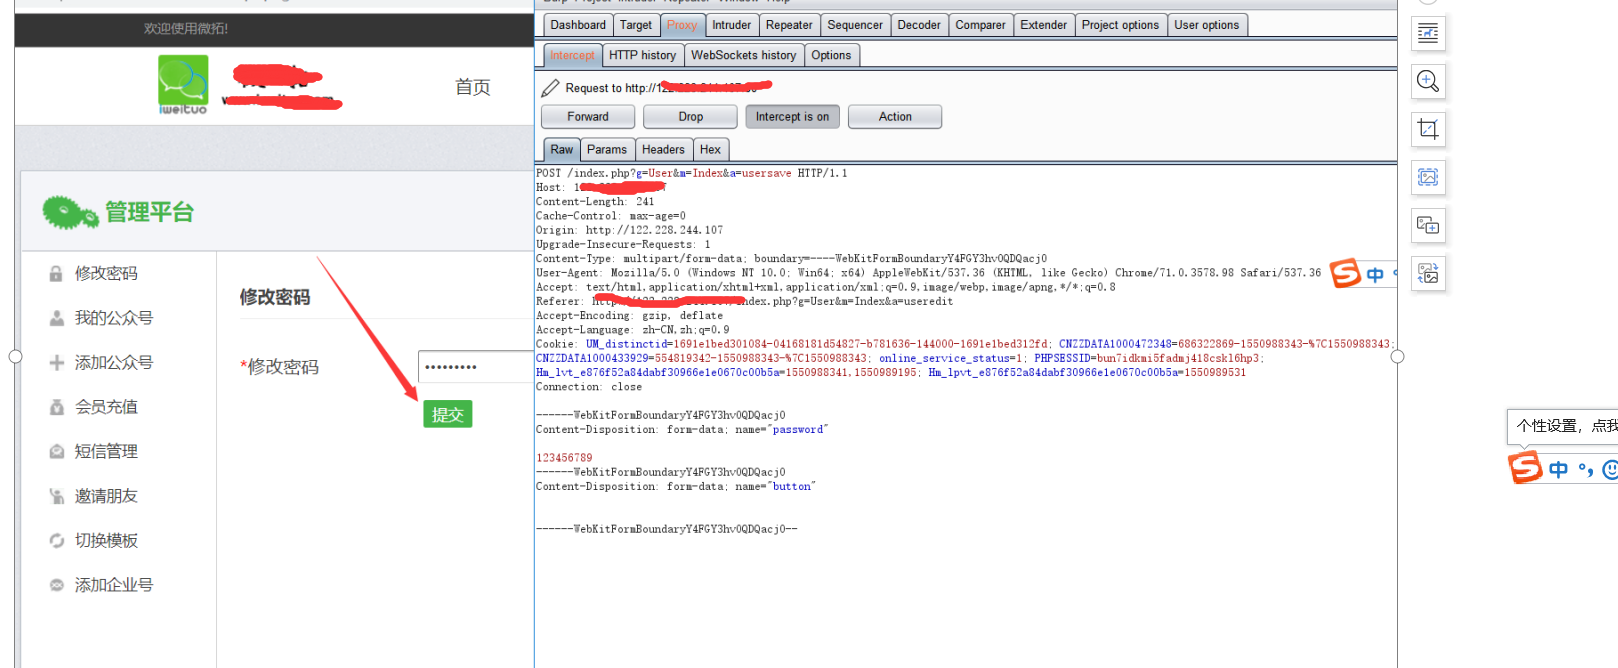 欢迎使用微拓!
iweituo
首页
管理平台
修改密码
我的公众号
添加公众号
会员充值
短信管理
邀请朋友
切换模板
添加企业号
修改密码
*修改密码
•••••••••
提交
Dashboard Target Proxy Intruder Repeater Sequencer Decoder Comparer Extender Project options User options
Intercept HTTP history WebSockets history Options
Request to http://1
Forward Drop Intercept is on Action
Raw Params Headers Hex
POST /index.php?g=User&m=Index&a=usersave HTTP/1.1
Host: 1
Content-Length: 241
Cache-Control: max-age=0
Origin: http://122.228.244.107
Upgrade-Insecure-Requests: 1
Content-Type: multipart/form-data; boundary=----WebKitFormBoundaryY4FGY3hv0QDQacj0
User-Agent: Mozilla/5.0 (Windows NT 10.0; Win64; x64) AppleWebKit/537.36 (KHTML, like Gecko) Chrome/71.0.3578.98 Safari/537.36
Accept: text/html,application/xhtml+xml,application/xml;q=0.9,image/webp,image/apng,*/*;q=0.8
Referer: index.php?g=User&m=Index&a=useredit
Accept-Encoding: gzip, deflate
Accept-Language: zh-CN,zh;q=0.9
Cookie: UM_distinctid=1691e1bed301084-04168181d54827-b781636-144000-1691e1bed312fd; CNZZDATA1000472348=686322869-1550988343-%7C1550988343;
CNZZDATA1000433929=554819342-1550988343-%7C1550988343; online_service_status=1; PHPSESSID=bun7idkmi5fadmj418csk16hp3;
Hm_lvt_e876f52a84dabf30966e1e0670c00b5a=1550988341,1550989195; Hm_lpvt_e876f52a84dabf30966e1e0670c00b5a=1550989531
Connection: close
------WebKitFormBoundaryY4FGY3hv0QDQacj0
Content-Disposition: form-data; name="password"
123456789
------WebKitFormBoundaryY4FGY3hv0QDQacj0
Content-Disposition: form-data; name="button"
------WebKitFormBoundaryY4FGY3hv0QDQacj0--
中
个性设置，点我
中